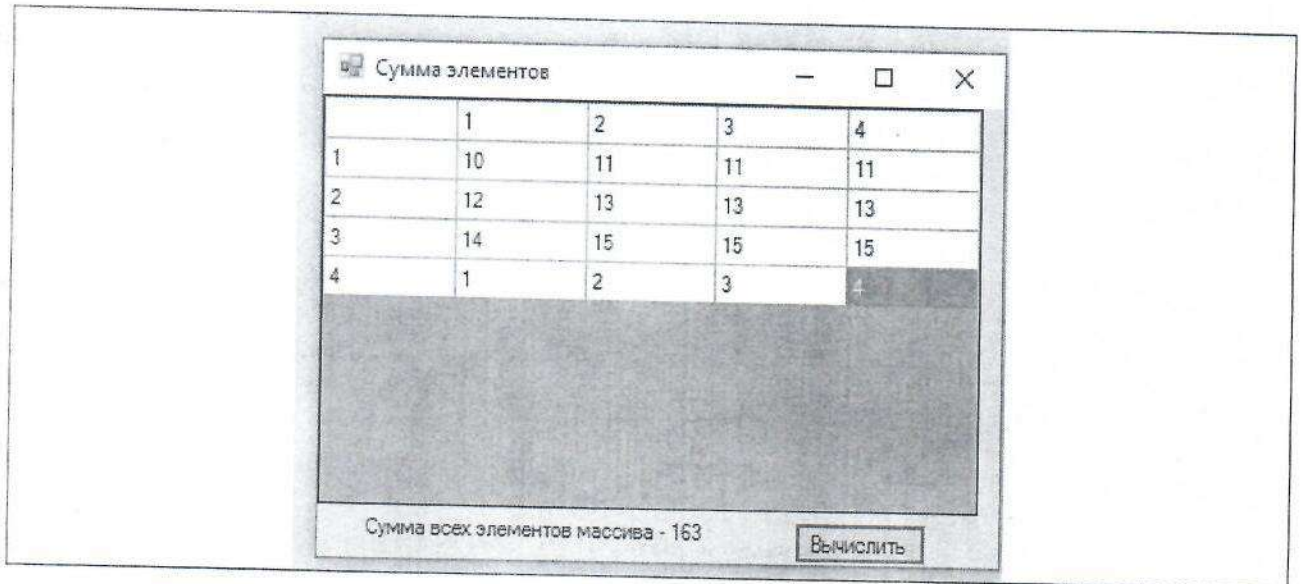 Сумма элементов
1 2 3 4
1 10 11 11 11
2 12 13 13 13
3 14 15 15 15
4 1 2 3 4
Сумма всех элементов массива - 163
Вычислить